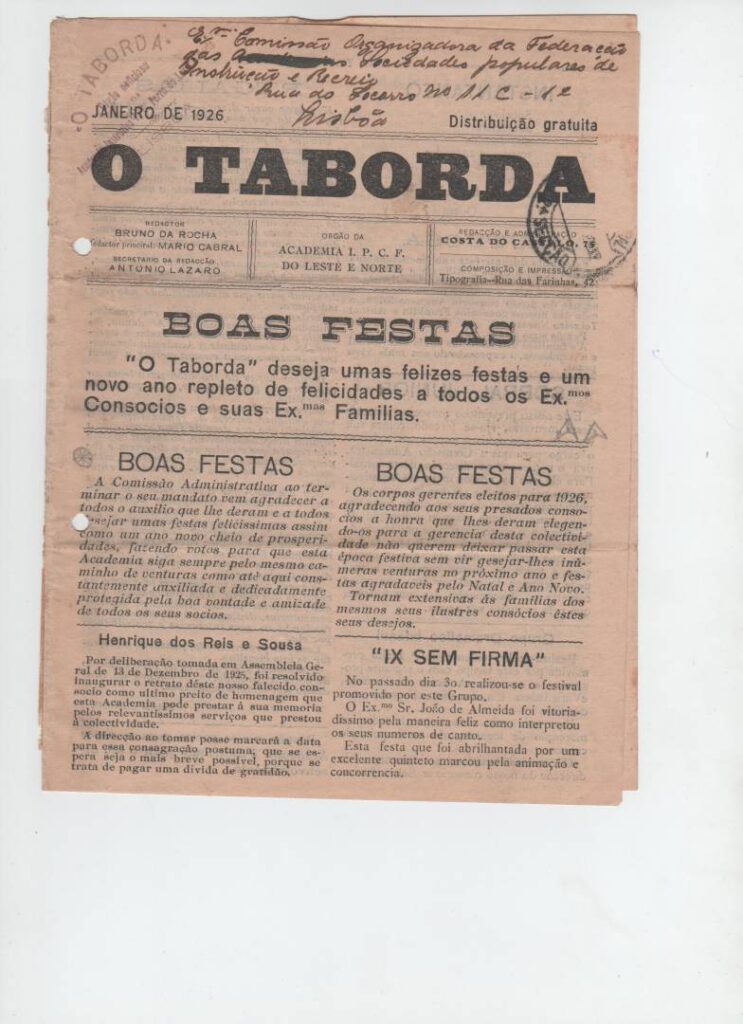 Ex.ma Comissão Organizadora da Federação
das Sociedades populares de
Instrucção e Recreio
Rua do Socorro Nº 11 C - 1º
Lisbôa
O TABORDA
JANEIRO DE 1926
Distribuição gratuita
O TABORDA
REDACTOR
BRUNO DA ROCHA
Redactor principal: MARIO CABRAL
SECRETARIO DA REDACÇÃO
ANTONIO LAZARO
ORGÃO DA
ACADEMIA I. P. C. F.
DO LESTE E NORTE
REDACÇÃO E ADMINISTRAÇÃO
COSTA DO CASTELO, 75
COMPOSIÇÃO E IMPRESSÃO
Tipografia—Rua das Farinhas, 42
BOAS FESTAS
"O Taborda" deseja umas felizes festas e um
novo ano repleto de felicidades a todos os Ex.mos
Consocios e suas Ex.mas Familias.
BOAS FESTAS
A Comissão Administrativa ao ter-
minar o seu mandato vem agradecer a
todos o auxilio que lhe deram e a todos
desejar umas festas felicissimas assim
como um ano novo cheio de prosperi-
dades, fazendo votos para que esta
Academia siga sempre pelo mesmo ca-
minho de venturas como até aqui cons-
tantemente auxiliada e dedicadamente
protegida pela boa vontade e amizade
de todos os seus socios.
Henrique dos Reis e Sousa
Por deliberação tomada em Assembleia Ge-
ral de 13 de Dezembro de 1925, foi resolvido
inaugurar o retrato dêste nosso falecido con-
socio como ultimo preito de homenagem que
esta Academia pode prestar á sua memoria
pelos relevantissimos serviços que prestou
á colectividade.
A direcção ao tomar posse marcará a data
para essa consagração postuma, que se es-
pera seja o mais breve possivel, porque se
trata de pagar uma divida de gratidão.
BOAS FESTAS
Os corpos gerentes eleitos para 1926,
agradecendo aos seus presados conso-
cios a honra que lhes deram elegen-
do-os para a gerencia desta colectivi-
dade não querem deixar passar esta
época festiva sem vir desejar-lhes inú-
meras venturas no próximo ano e fes-
tas agradaveis pelo Natal e Ano Novo.
Tornam extensivas ás familias dos
mesmos seus ilustres consócios êstes
seus desejos.
"IX SEM FIRMA"
No passado dia 3o realizou-se o festival
promovido por este Grupo.
O Ex.mo Sr. João de Almeida foi vitoria-
dissimo pela maneira feliz como interpretou
os seus numeros de canto.
Esta festa que foi abrilhantada por um
excelente quinteto marcou pela animação e
concorrencia.